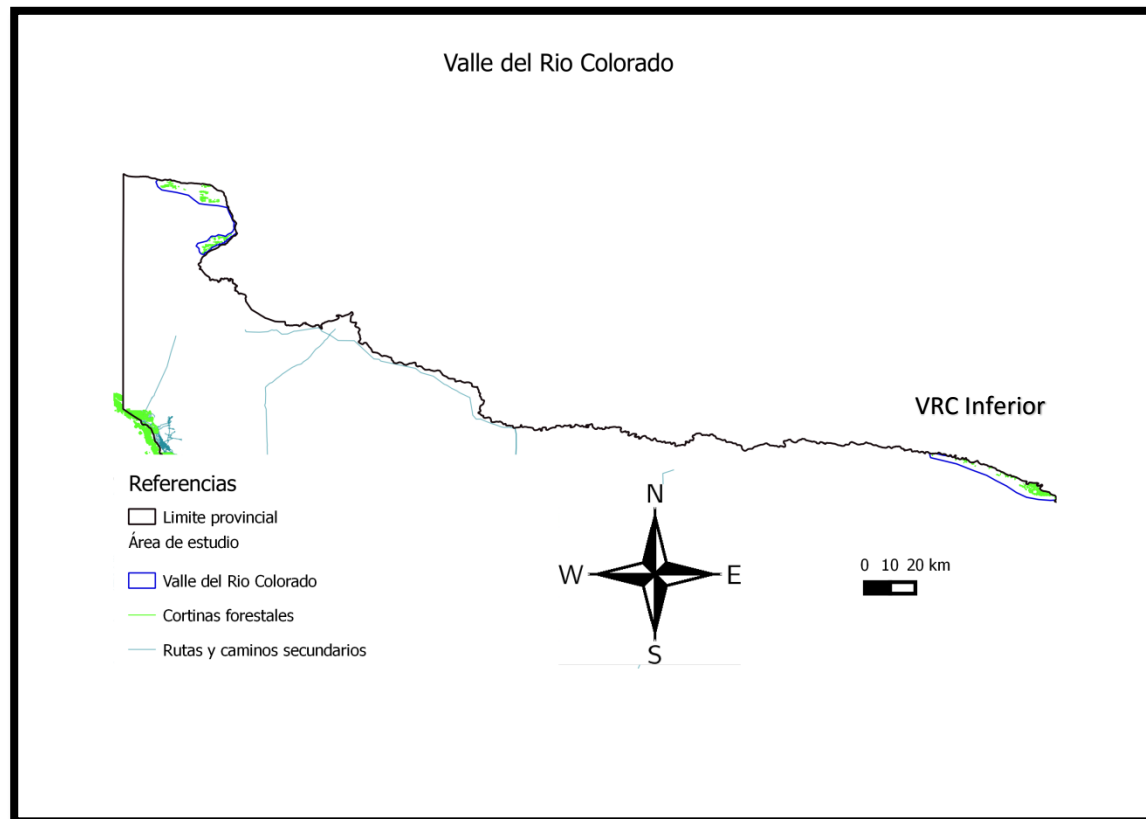 Valle del Rio Colorado
VRC Inferior
Referencias
Limite provincial
Área de estudio
Valle del Rio Colorado
Cortinas forestales
Rutas y caminos secundarios
N
W E
S
0 10 20 km